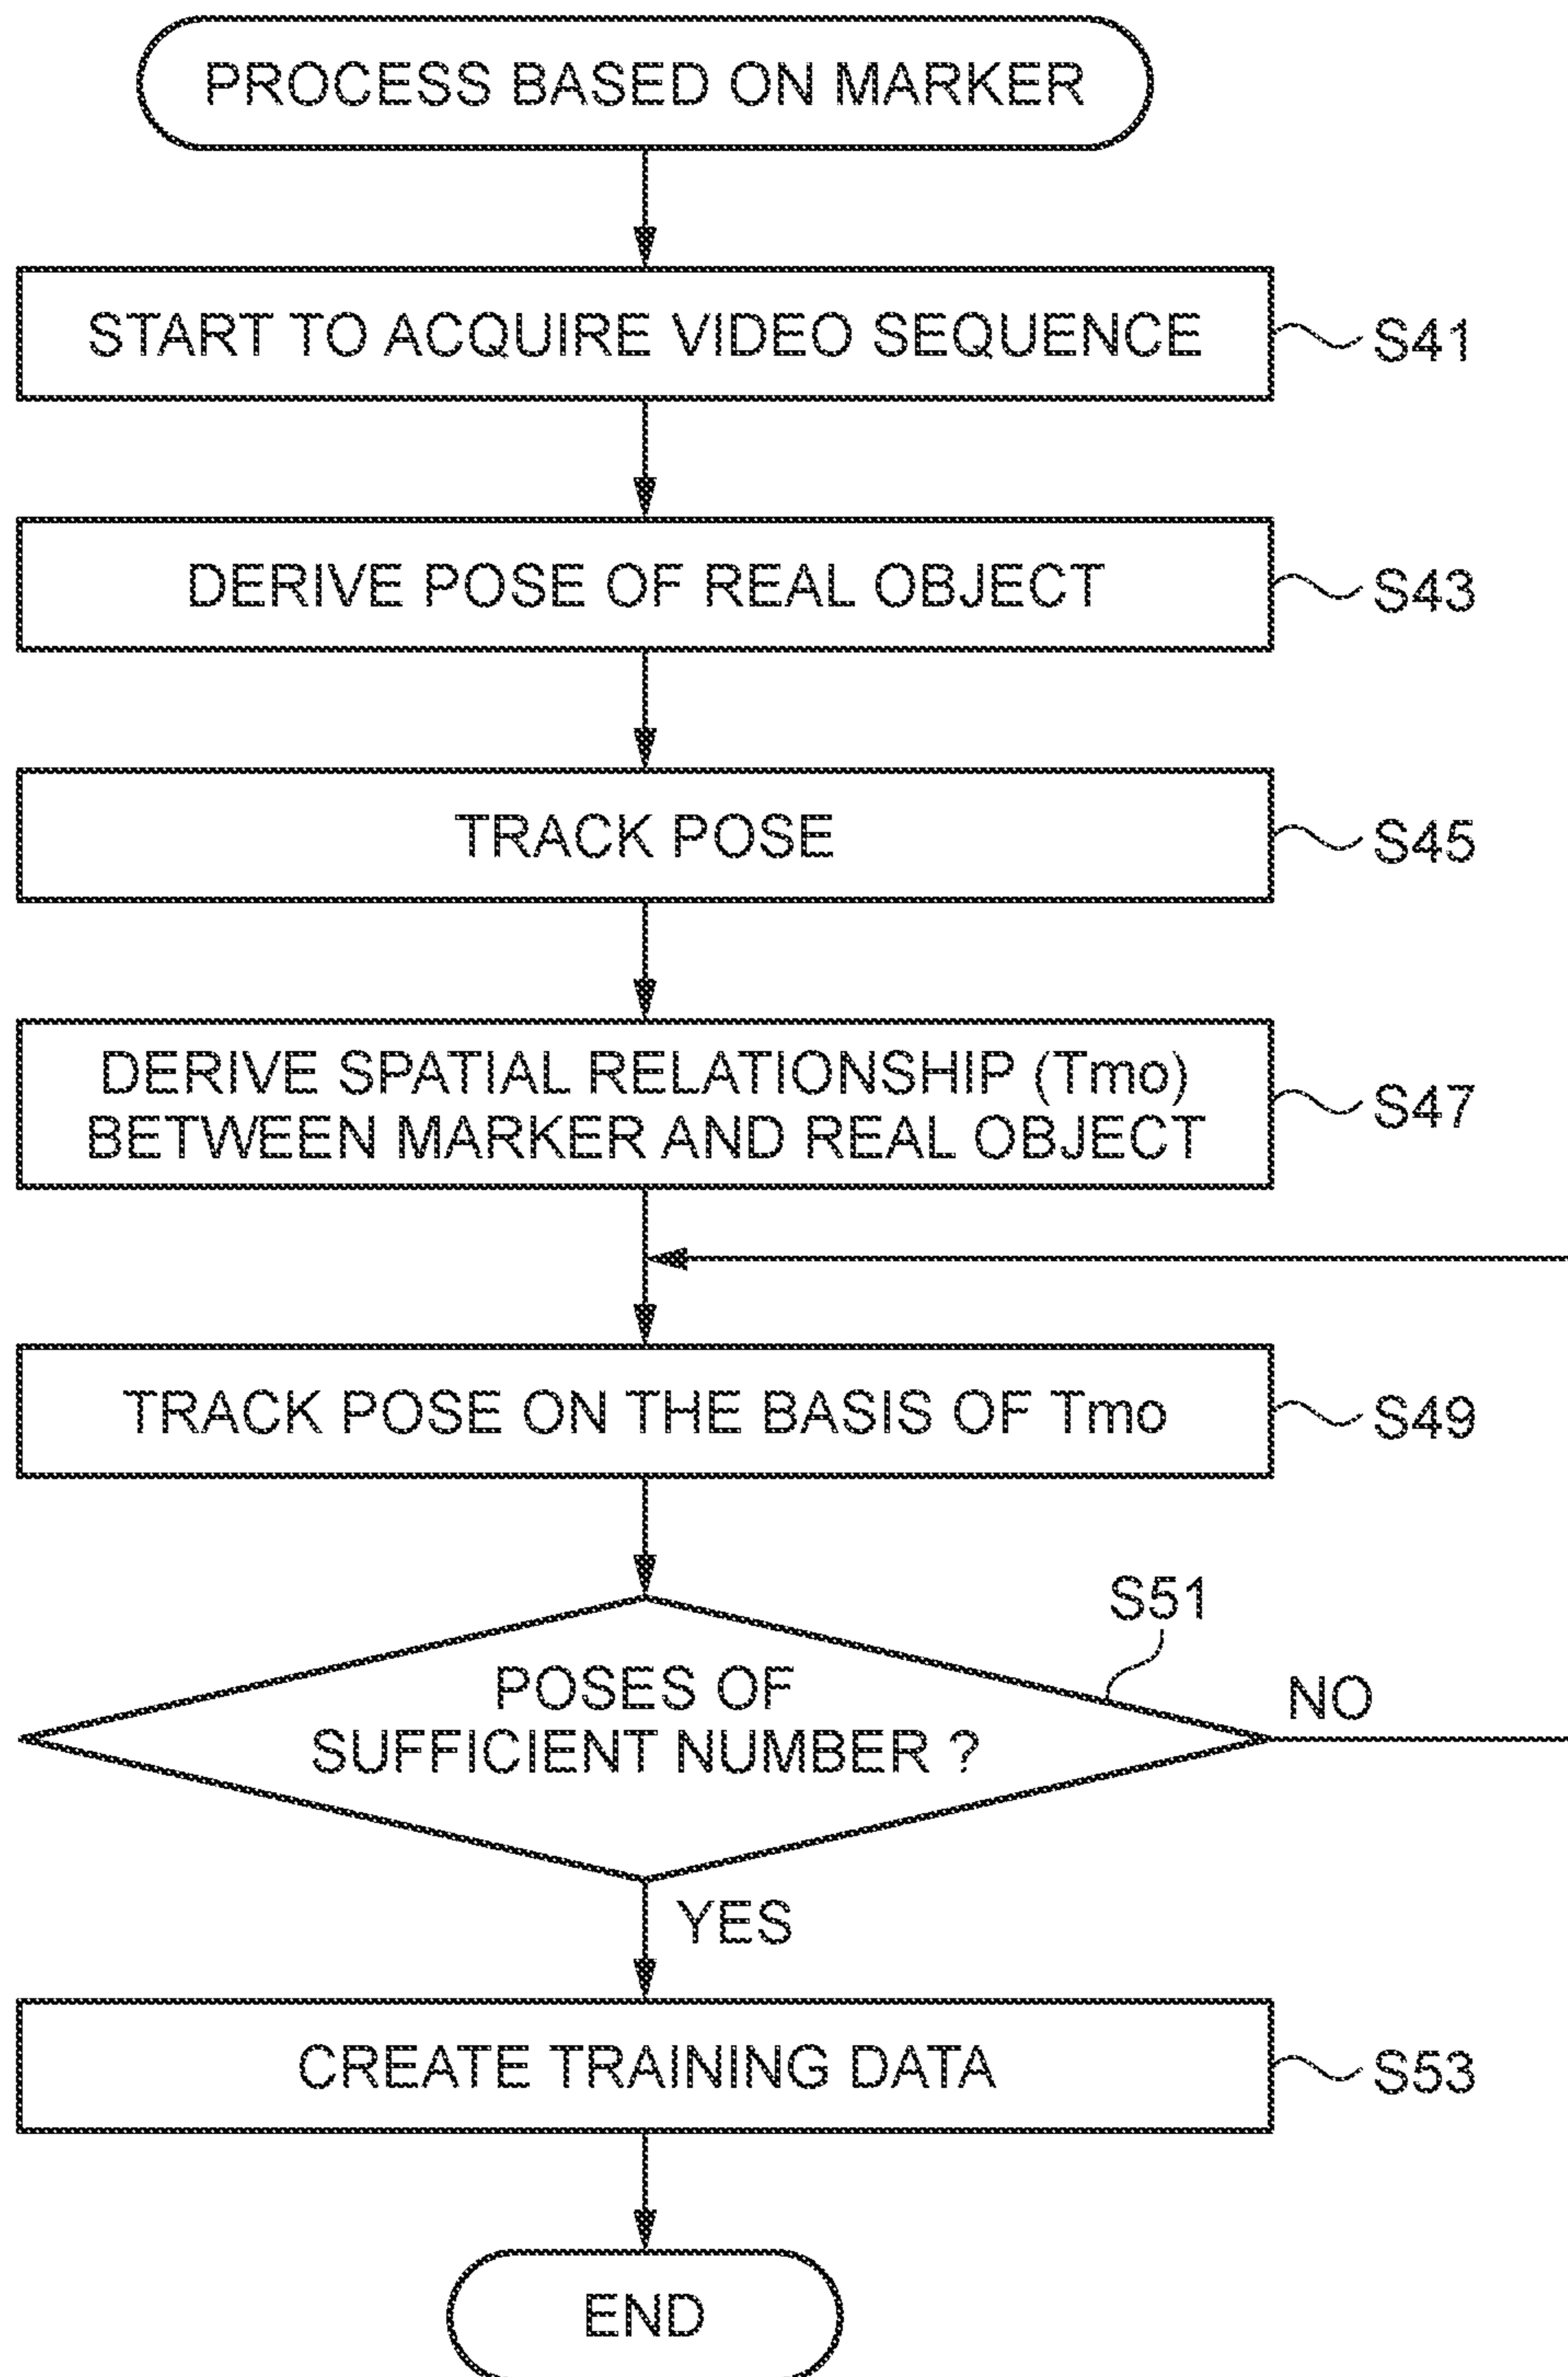 PROCESS BASED ON MARKER
START TO ACQUIRE VIDEO SEQUENCE
S41
DERIVE POSE OF REAL OBJECT
S43
TRACK POSE
S45
DERIVE SPATIAL RELATIONSHIP (Tmo)
BETWEEN MARKER AND REAL OBJECT
S47
TRACK POSE ON THE BASIS OF Tmo
S49
S51
POSES OF
SUFFICIENT NUMBER ?
NO
YES
CREATE TRAINING DATA
S53
END